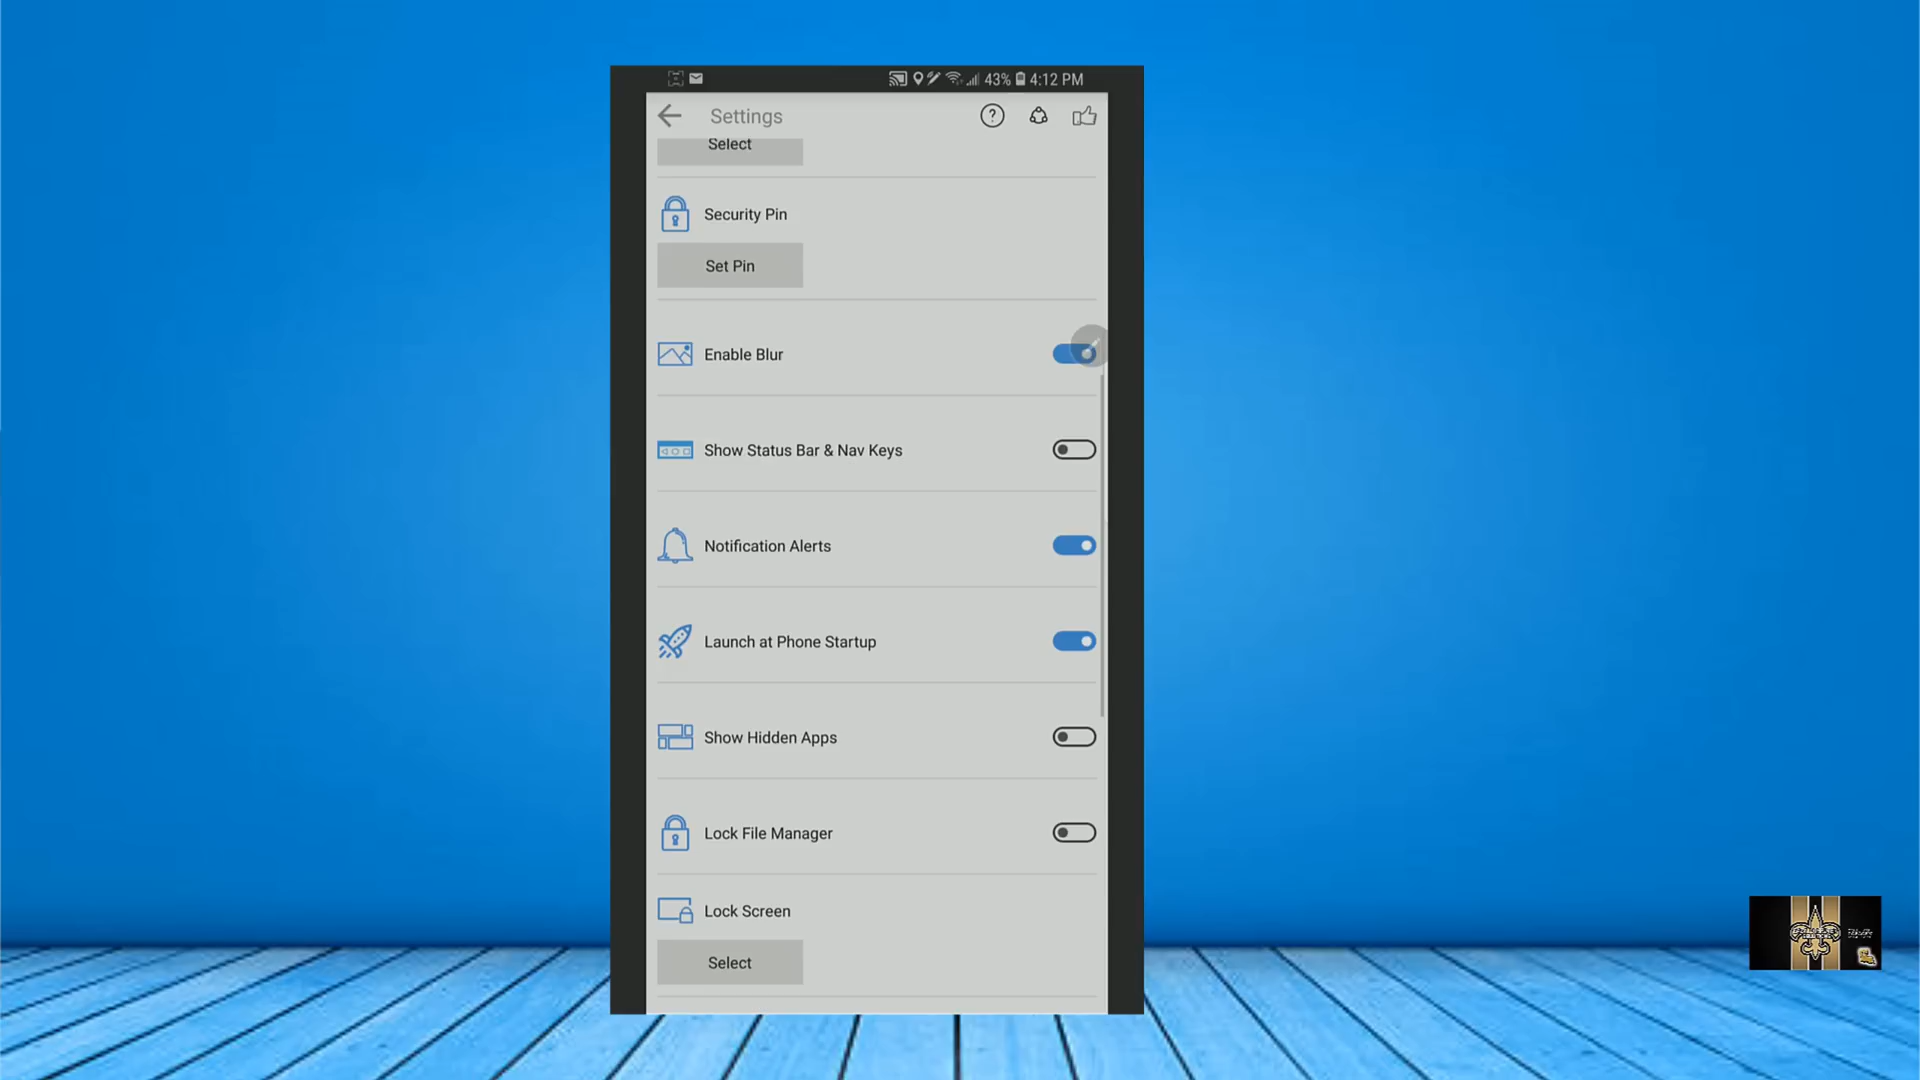 43% 4:12 PM
Settings
Select
Security Pin
Set Pin
Enable Blur
Show Status Bar & Nav Keys
Notification Alerts
Launch at Phone Startup
Show Hidden Apps
Lock File Manager
Lock Screen
Select